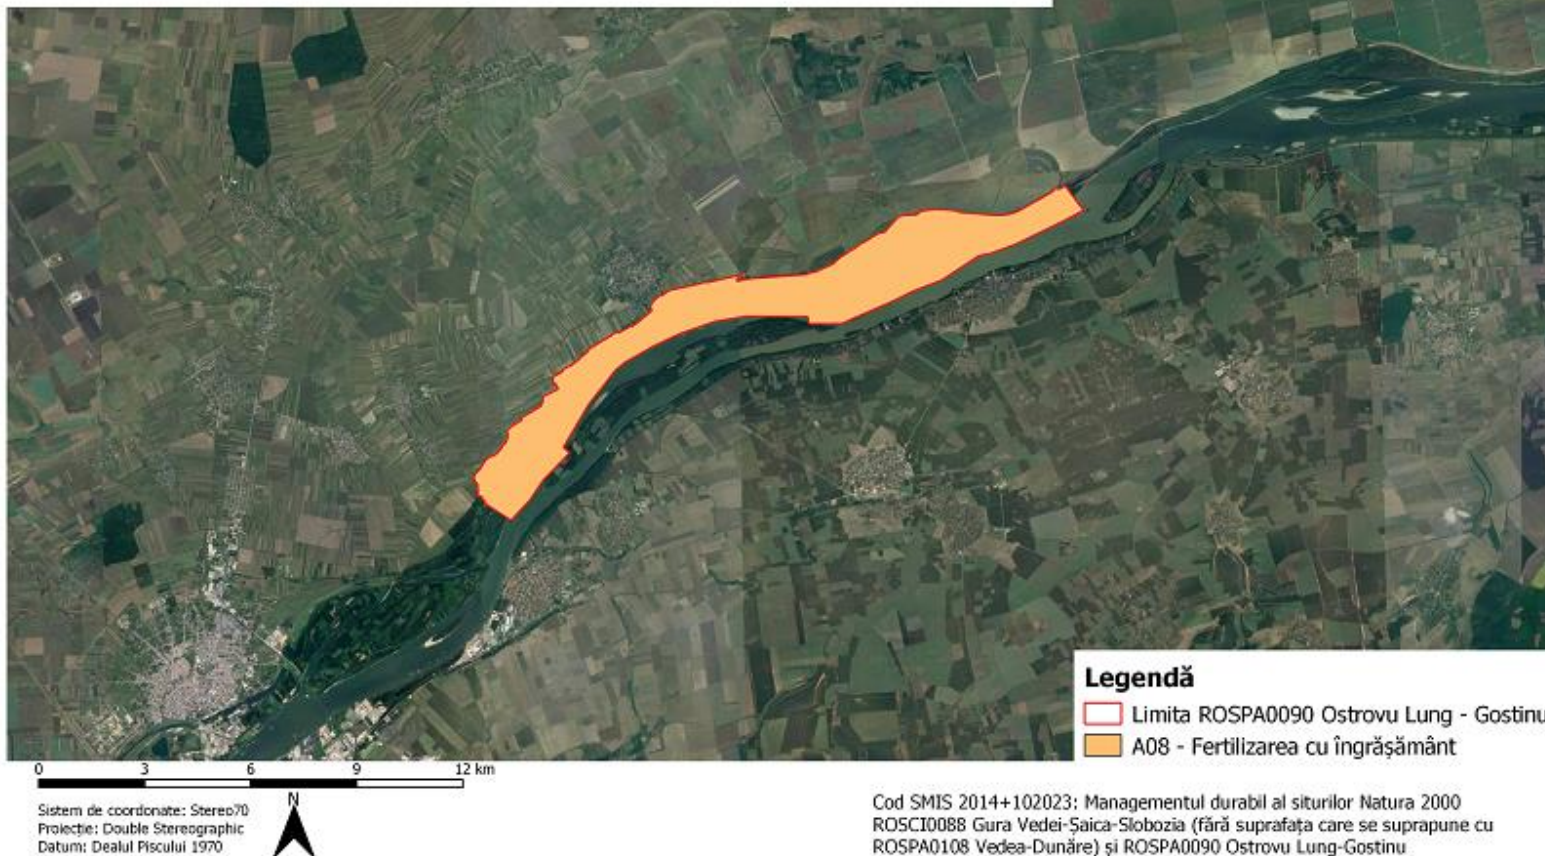 Legendă
Limita ROSPA0090 Ostrovu Lung - Gostinu
A08 - Fertilizarea cu îngrășământ
0 3 6 9 12 km
Sistem de coordonate: Stereo70
Proiecție: Double Stereographic
Datum: Dealul Piscului 1970
N
Cod SMIS 2014+102023: Managementul durabil al siturilor Natura 2000
ROSCI0088 Gura Vedei-Șaica-Slobozia (fără suprafața care se suprapune cu
ROSPA0108 Vedea-Dunăre) și ROSPA0090 Ostrovu Lung-Gostinu